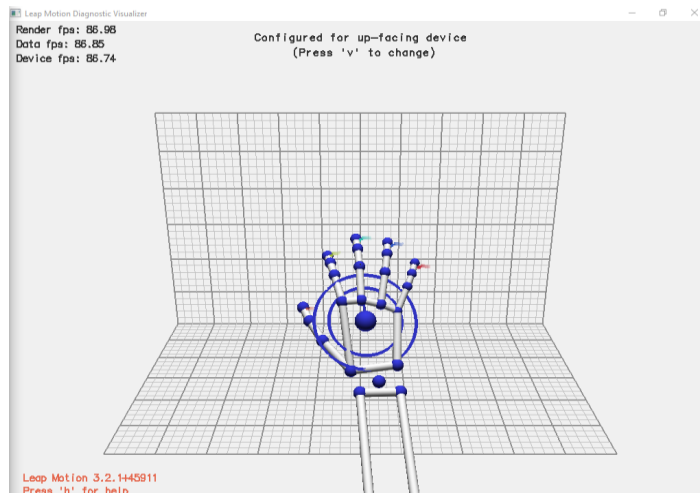 Leap Motion Diagnostic Visualizer
Render fps: 86.98
Data fps: 86.85
Device fps: 86.74
Configured for up-facing device
(Press 'v' to change)
Leap Motion 3.2.1+45911
Press 'h' for help